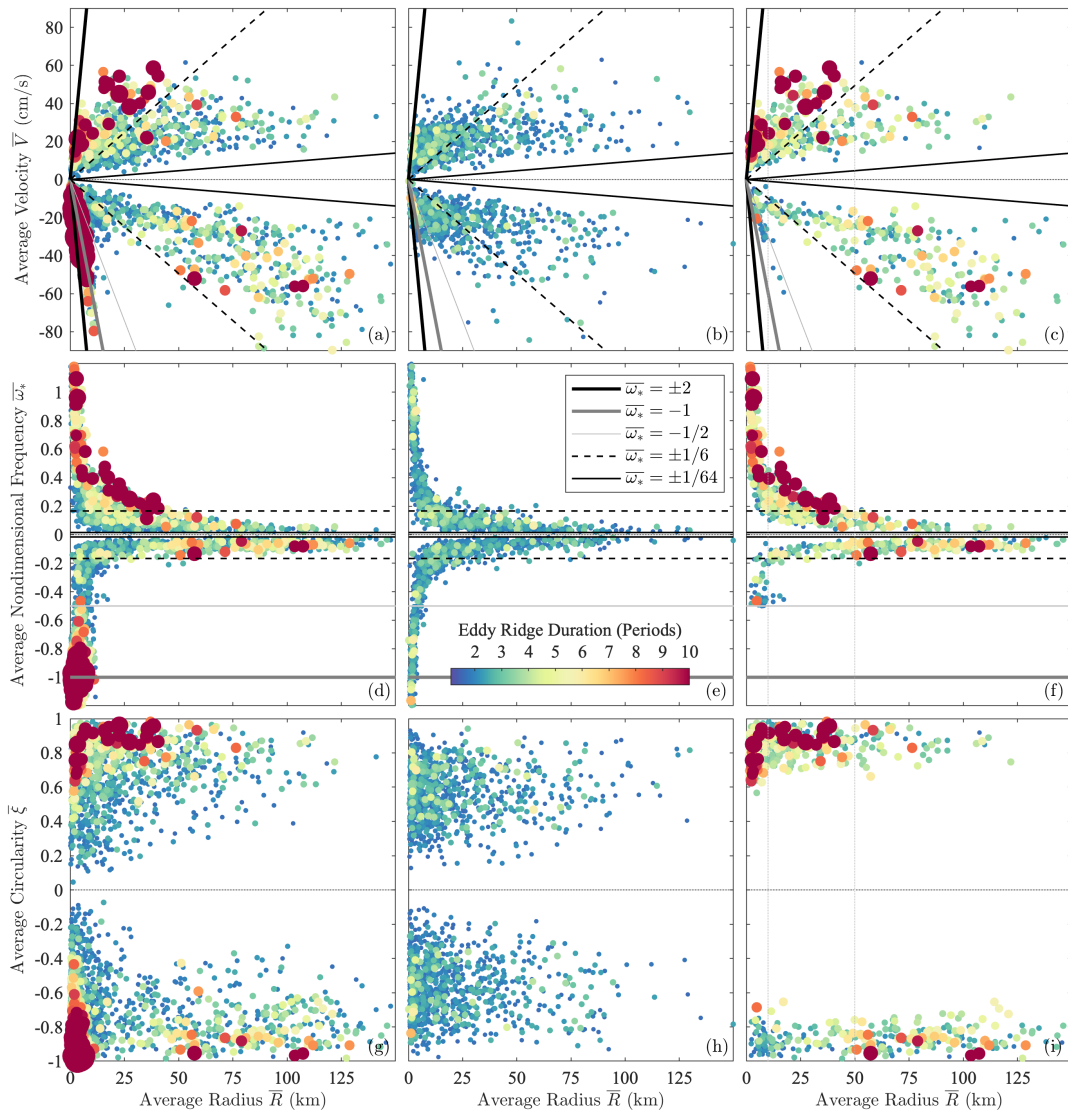 Average Velocity V̅ (cm/s)
80
60
40
20
0
-20
-40
-60
-80
(a)
(b)
(c)
Average Nondimensional Frequency ω̅*̅
1
0.8
0.6
0.4
0.2
0
-0.2
-0.4
-0.6
-0.8
-1
ω̅*̅ = ±2
ω̅*̅ = −1
ω̅*̅ = −1/2
ω̅*̅ = ±1/6
ω̅*̅ = ±1/64
Eddy Ridge Duration (Periods)
2 3 4 5 6 7 8 9 10
(d)
(e)
(f)
Average Circularity ξ̅
1
0.8
0.6
0.4
0.2
0
-0.2
-0.4
-0.6
-0.8
-1
(g)
(h)
(i)
0 25 50 75 100 125
0 25 50 75 100 125
0 25 50 75 100 125
Average Radius R̅ (km)
Average Radius R̅ (km)
Average Radius R̅ (km)